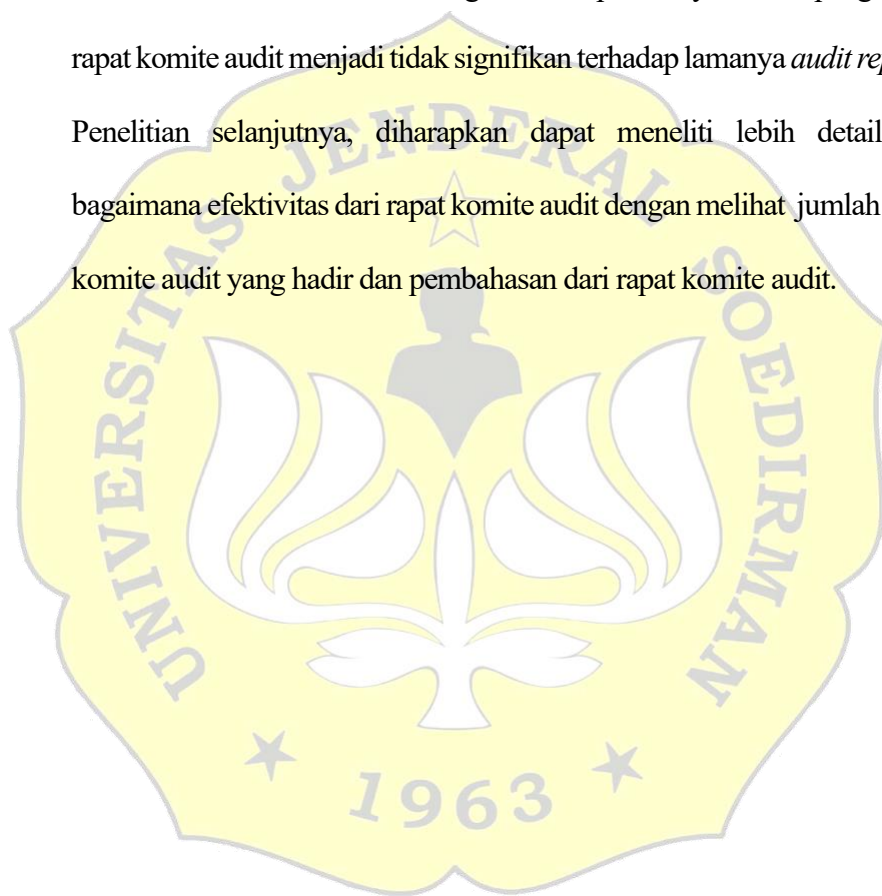 rapat komite audit menjadi tidak signifikan terhadap lamanya audit rep
Penelitian selanjutnya, diharapkan dapat meneliti lebih detail
bagaimana efektivitas dari rapat komite audit dengan melihat jumlah
komite audit yang hadir dan pembahasan dari rapat komite audit.
UNIVERSITAS JENDERAL SOEDIRMAN
1963